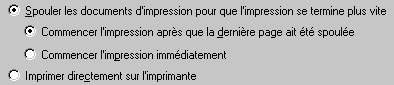 Spouler les documents d'impression pour que l'impression se termine plus vite
Commencer l'impression après que la dernière page ait été spoulée
Commencer l'impression immédiatement
Imprimer directement sur l'imprimante